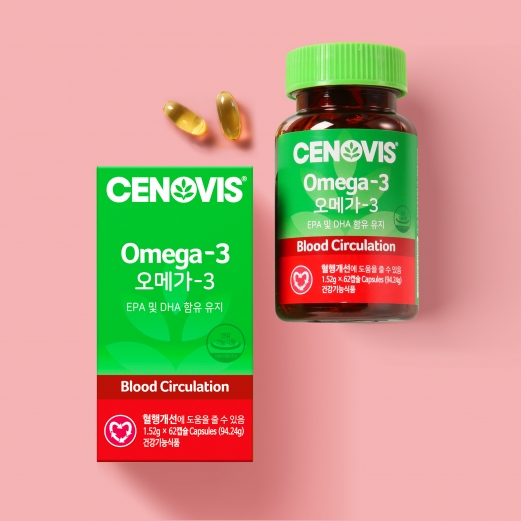 CENOVIS®
Omega-3
오메가-3
EPA 및 DHA 함유 유지
Blood Circulation
혈행개선에 도움을 줄 수 있음
1.52g × 62캡슐 Capsules (94.24g)
건강기능식품
CENOVIS®
Omega-3
오메가-3
EPA 및 DHA 함유 유지
Blood Circulation
혈행개선에 도움을 줄 수 있음
1.52g × 62캡슐 Capsules (94.24g)
건강기능식품